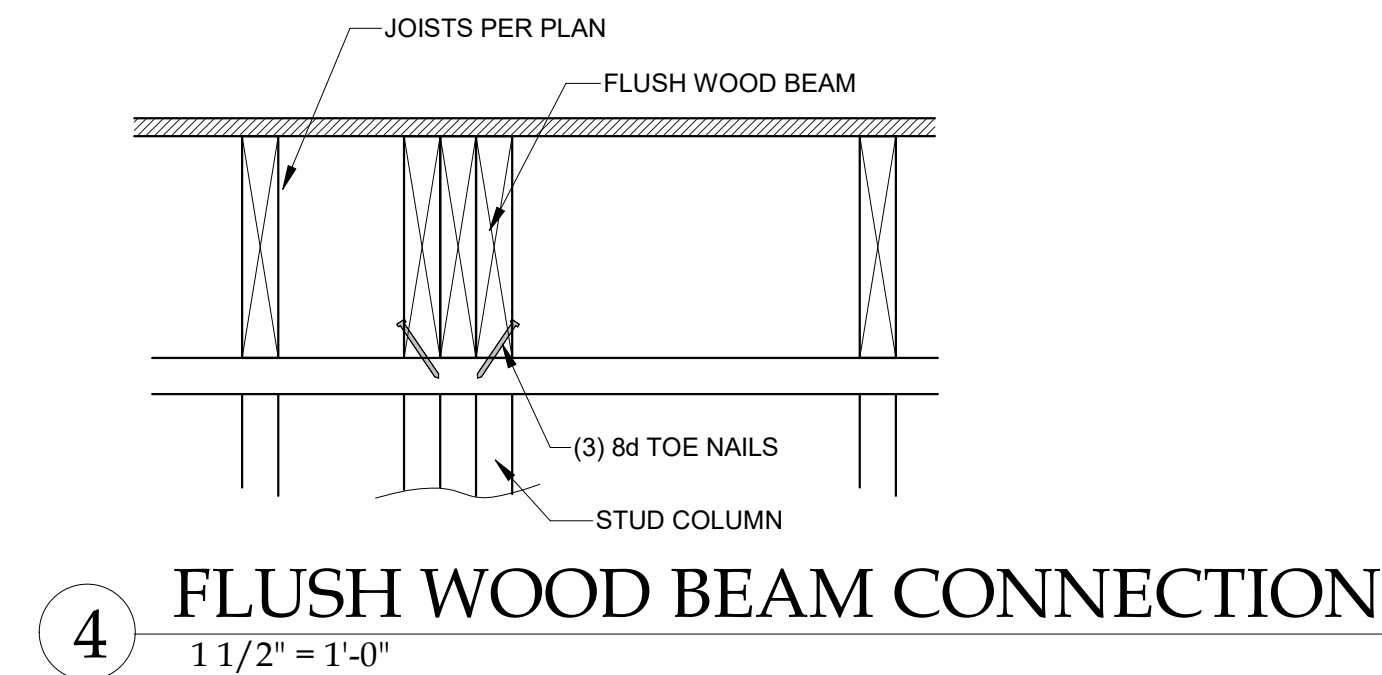 JOISTS PER PLAN
FLUSH WOOD BEAM
(3) 8d TOE NAILS
STUD COLUMN
4
FLUSH WOOD BEAM CONNECTION
1 1/2" = 1'-0"